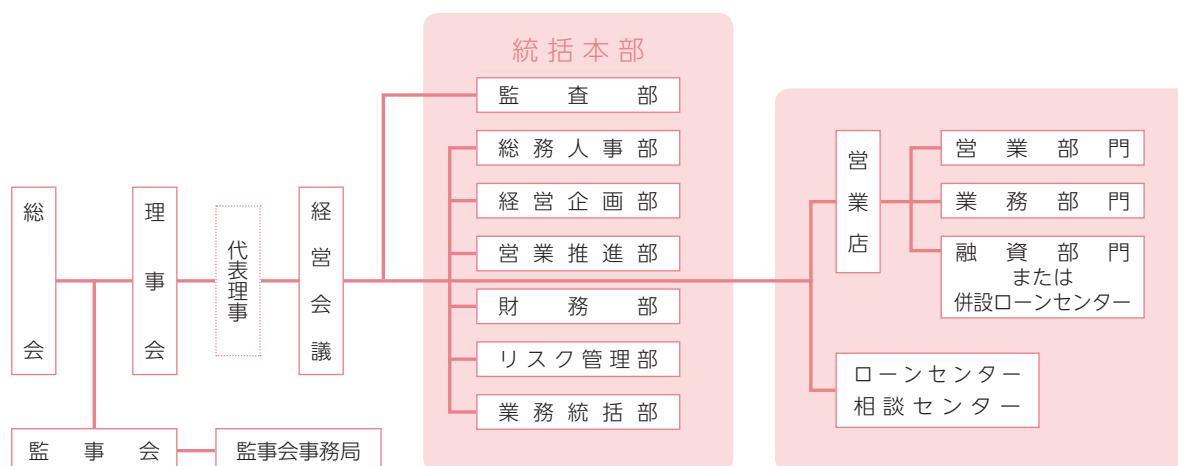 総会
理事会
代表理事
経営会議
監事会
監事会事務局
統括本部
監査部
総務人事部
経営企画部
営業推進部
財務部
リスク管理部
業務統括部
営業店
営業部門
業務部門
融資部門
または
併設ローンセンター
ローンセンター
相談センター